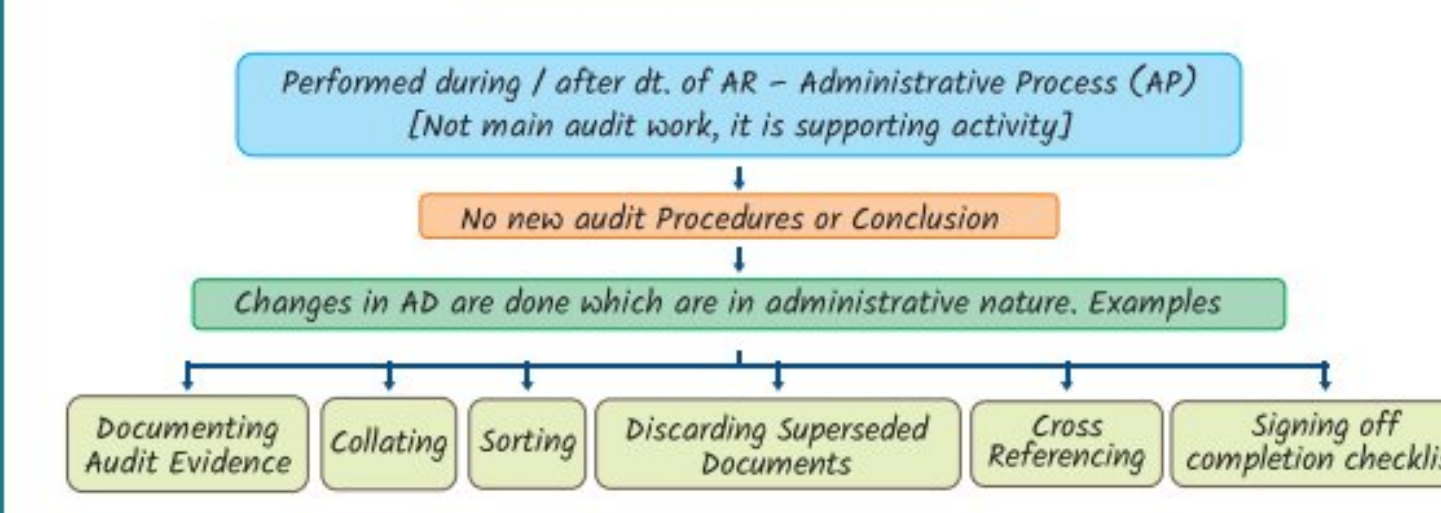 Performed during / after dt. of AR – Administrative Process (AP)
[Not main audit work, it is supporting activity]
No new audit Procedures or Conclusion
Changes in AD are done which are in administrative nature. Examples
Documenting
Audit Evidence
Collating
Sorting
Discarding Superseded
Documents
Cross
Referencing
Signing off
completion